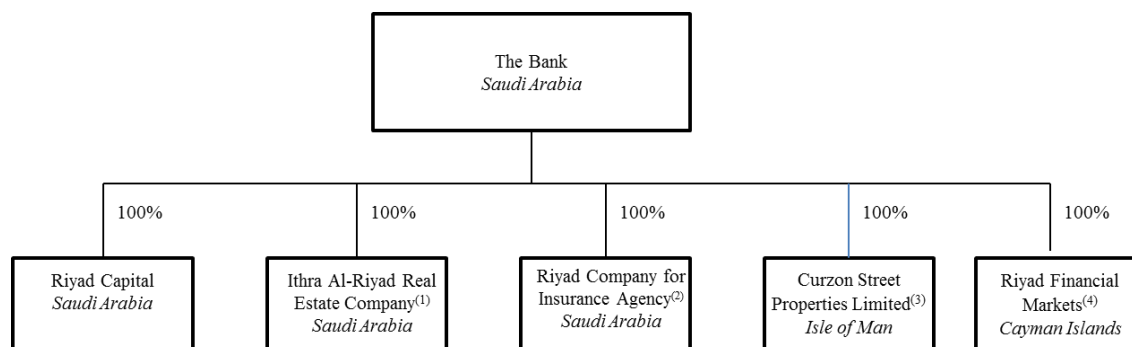 The Bank
Saudi Arabia
100%
100%
100%
100%
100%
Riyad Capital
Saudi Arabia
Ithra Al-Riyad Real
Estate Company(1)
Saudi Arabia
Riyad Company for
Insurance Agency(2)
Saudi Arabia
Curzon Street
Properties Limited(3)
Isle of Man
Riyad Financial
Markets(4)
Cayman Islands